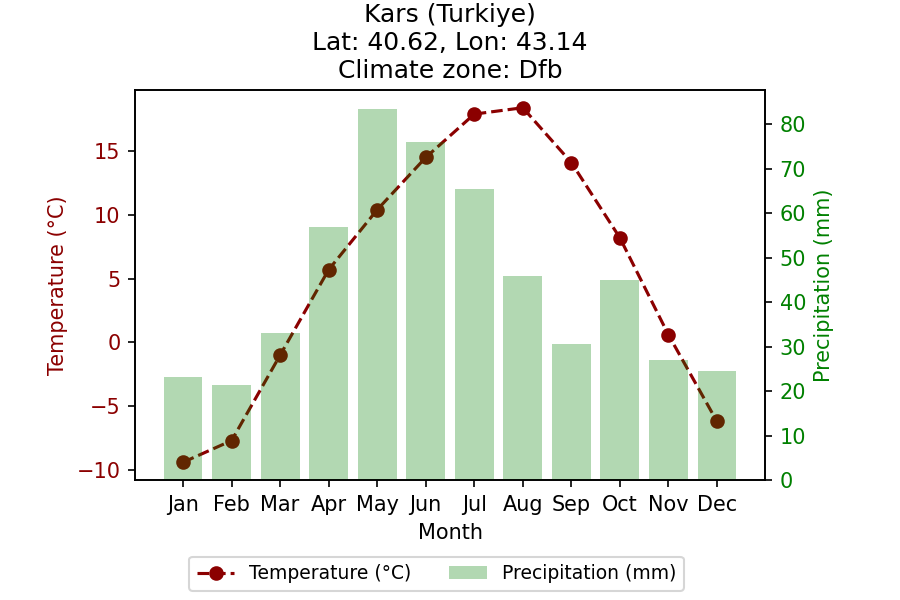 Kars (Turkiye)
Lat: 40.62, Lon: 43.14
Climate zone: Dfb
Temperature (°C)
15
10
5
0
−5
−10
80
70
60
50
40
30
20
10
0
Precipitation (mm)
Jan Feb Mar Apr May Jun Jul Aug Sep Oct Nov Dec
Month
Temperature (°C) Precipitation (mm)